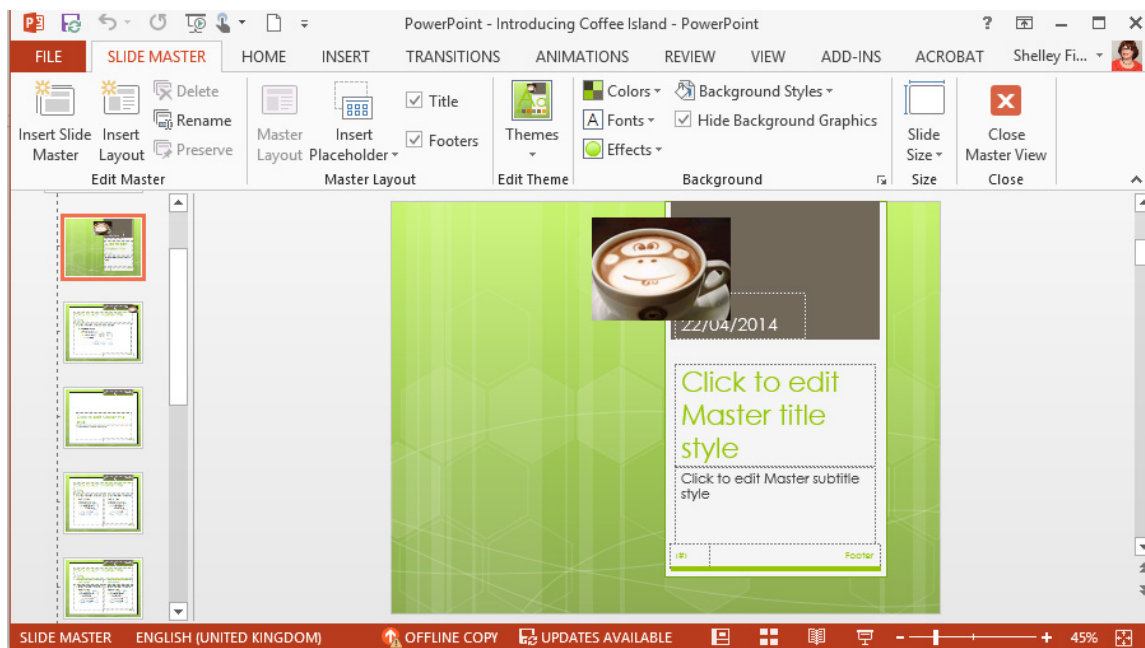 PowerPoint - Introducing Coffee Island - PowerPoint
FILE SLIDE MASTER HOME INSERT TRANSITIONS ANIMATIONS REVIEW VIEW ADD-INS ACROBAT Shelley Fi...
Insert Slide Master
Insert Layout
Delete
Rename
Preserve
Edit Master
Master Layout
Insert Placeholder
Title
Footers
Master Layout
Themes
Edit Theme
Colors
Fonts
Effects
Background Styles
Hide Background Graphics
Background
Slide Size
Size
Close Master View
Close
22/04/2014
Click to edit
Master title
style
Click to edit Master subtitle
style
(#)
Footer
SLIDE MASTER ENGLISH (UNITED KINGDOM) OFFLINE COPY UPDATES AVAILABLE 45%